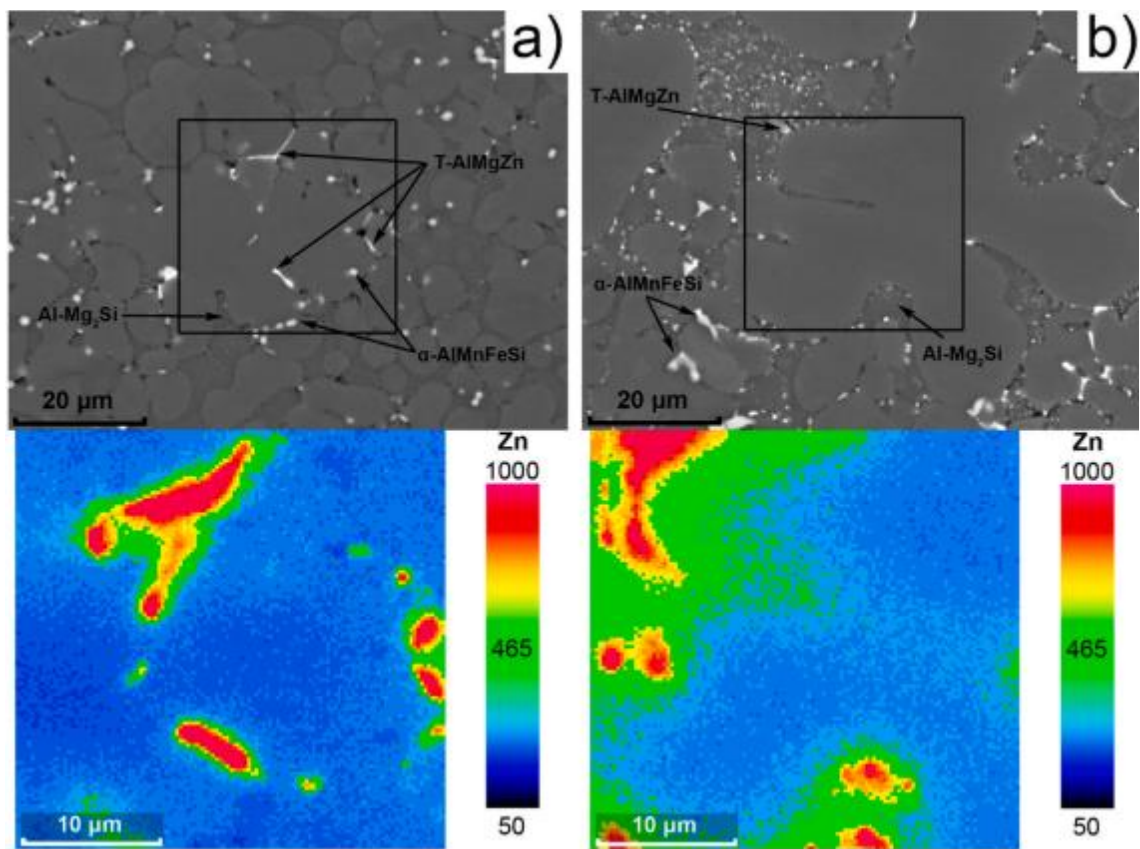 a)
T-AlMgZn
Al-Mg₂Si
α-AlMnFeSi
20 µm
b)
T-AlMgZn
α-AlMnFeSi
Al-Mg₂Si
20 µm
Zn
1000
465
50
10 µm
Zn
1000
465
50
10 µm